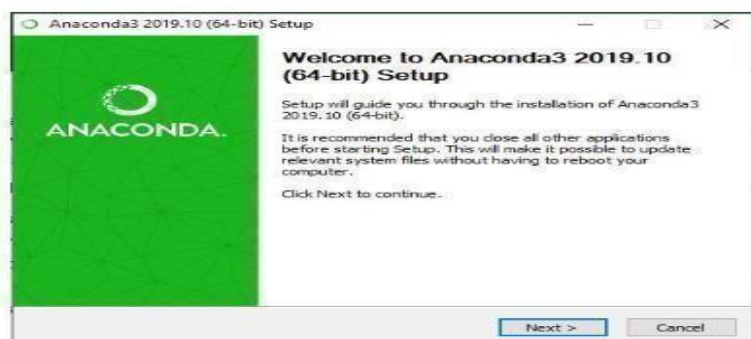 Anaconda3 2019.10 (64-bit) Setup
ANACONDA.
Welcome to Anaconda3 2019.10
(64-bit) Setup
Setup will guide you through the installation of Anaconda3
2019.10 (64-bit).
It is recommended that you close all other applications
before starting Setup. This will make it possible to update
relevant system files without having to reboot your
computer.
Click Next to continue.
Next >
Cancel